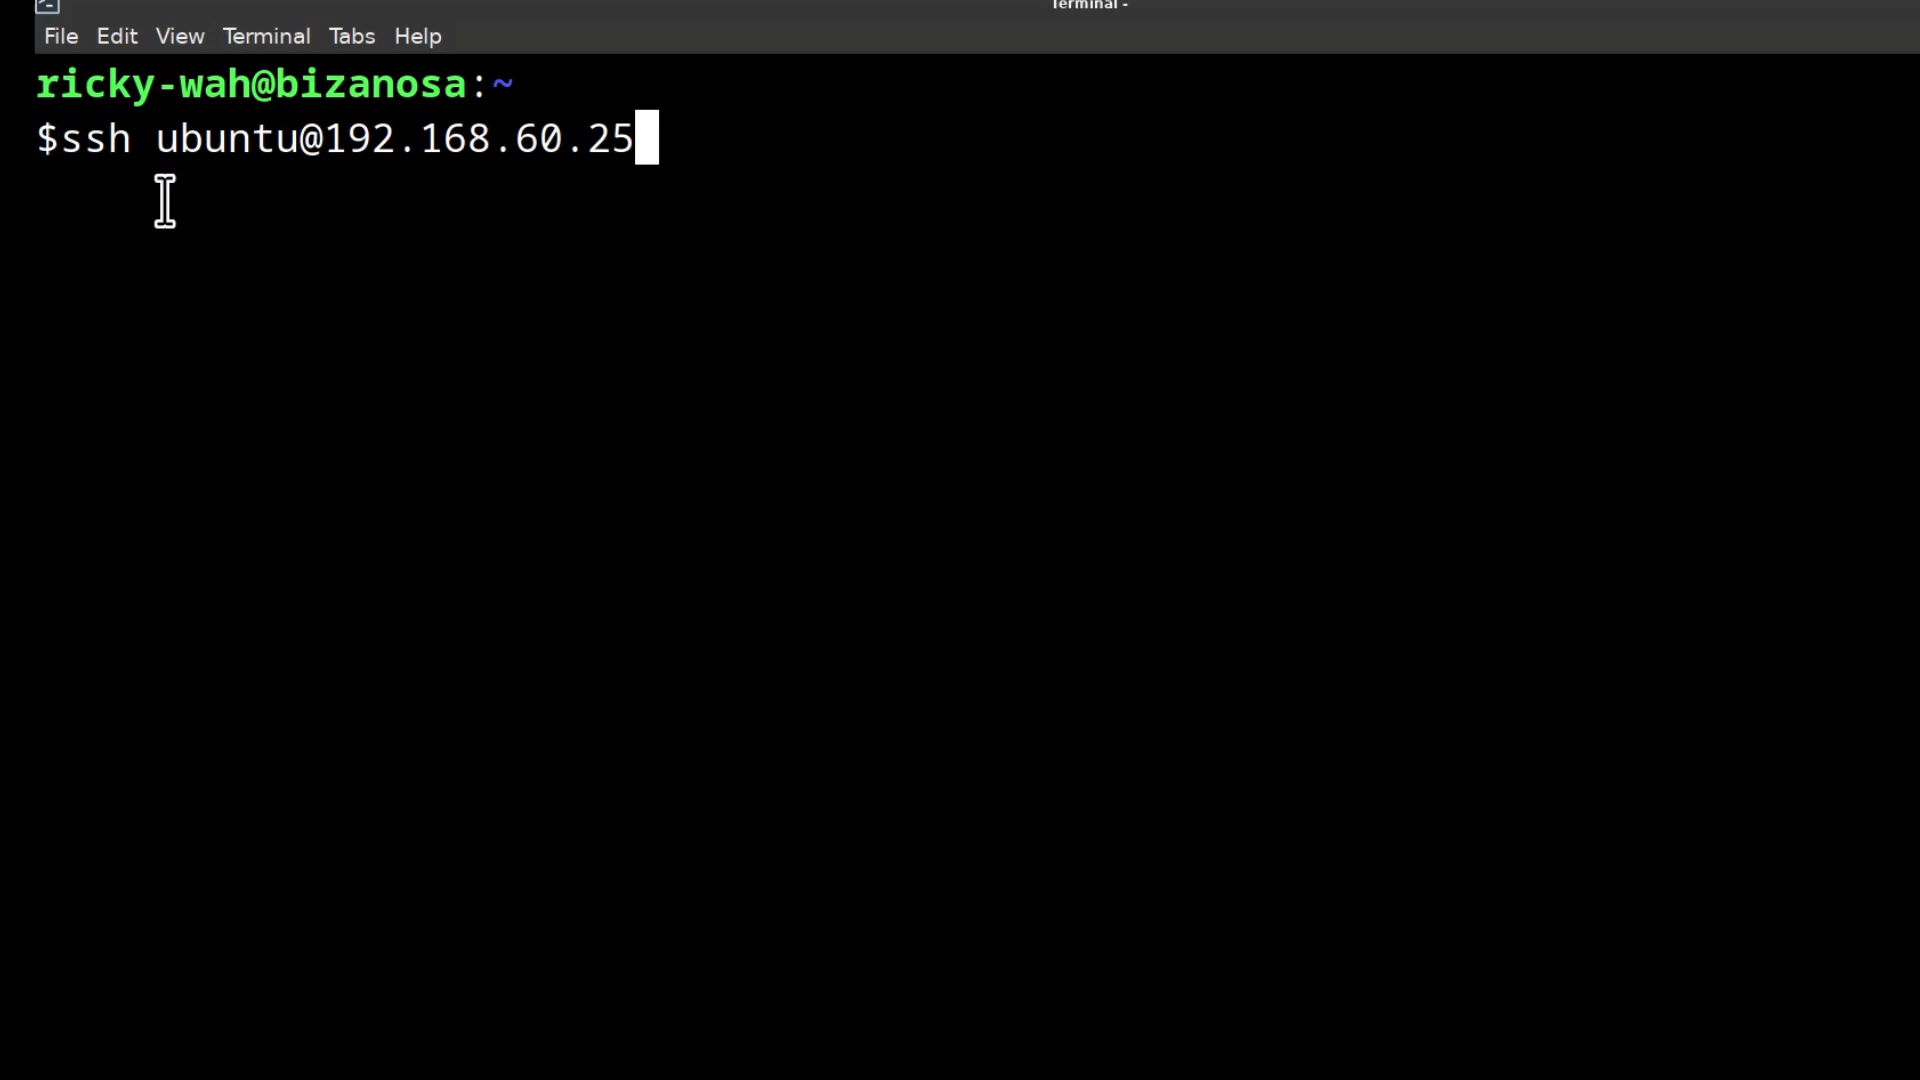 Terminal -
File Edit View Terminal Tabs Help
ricky-wah@bizanosa:~
$ssh ubuntu@192.168.60.25